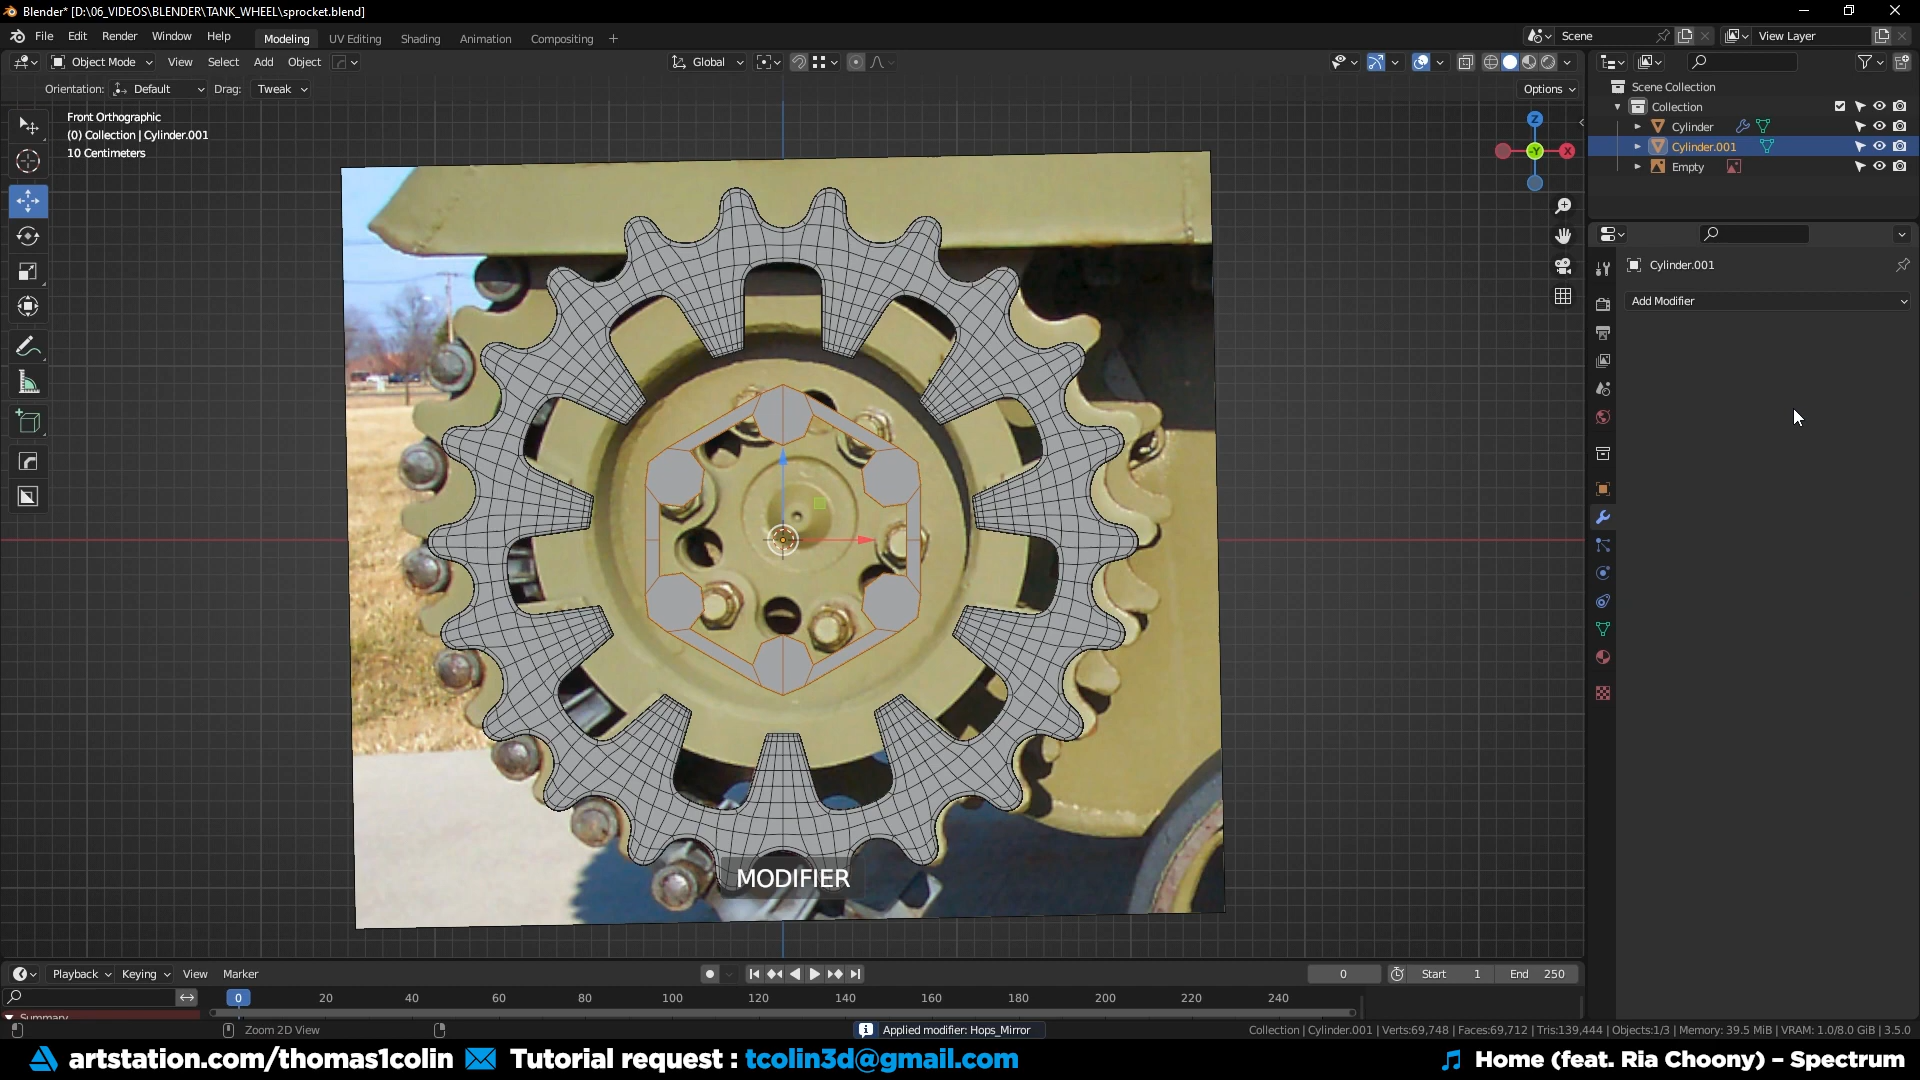 Blender* [D:\06_VIDEOS\BLENDER\TANK_WHEEL\sprocket.blend]
File Edit Render Window Help Modeling UV Editing Shading Animation Compositing + Scene View Layer
Object Mode View Select Add Object Global
Orientation: Default Drag: Tweak Options
Front Orthographic
(0) Collection | Cylinder.001
10 Centimeters
Z
-Y
X
Scene Collection
Collection
Cylinder
Cylinder.001
Empty
Cylinder.001
Add Modifier
MODIFIER
Playback Keying View Marker 0 Start 1 End 250
0 20 40 60 80 100 120 140 160 180 200 220 240
Summary
Zoom 2D View Applied modifier: Hops_Mirror Collection | Cylinder.001 | Verts:69,748 | Faces:69,712 | Tris:139,444 | Objects:1/3 | Memory: 39.5 MiB | VRAM: 1.0/8.0 GiB | 3.5.0
artstation.com/thomas1colin Tutorial request : tcolin3d@gmail.com Home (feat. Ria Choony) – Spectrum